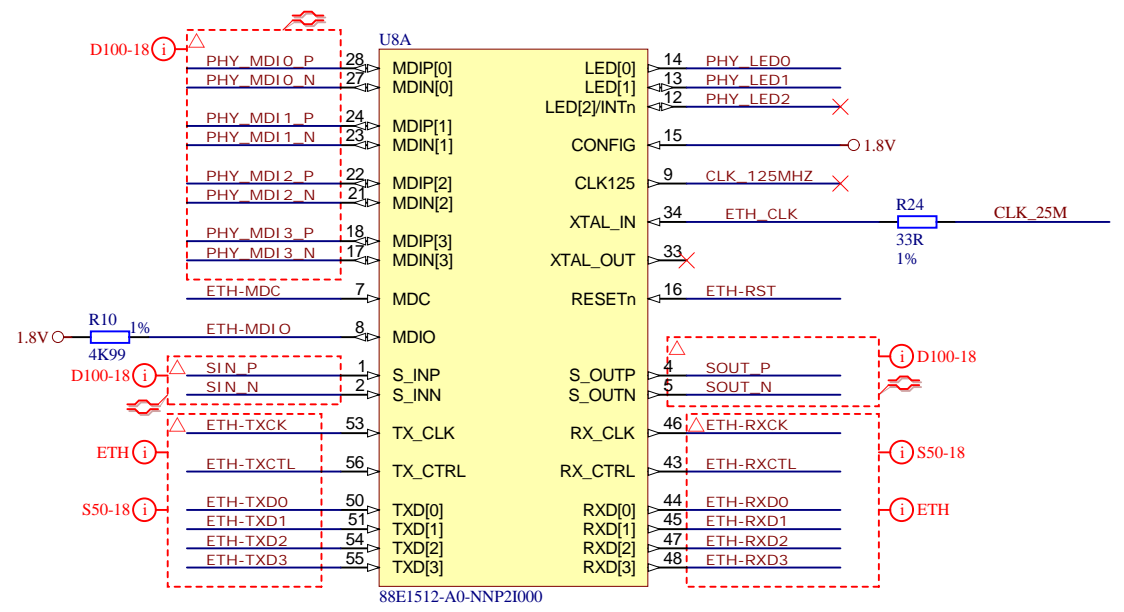 U8A
D100-18 i
PHY_MDI0_P 28 MDIP[0] LED[0] 14 PHY_LED0
PHY_MDI0_N 27 MDIN[0] LED[1] 13 PHY_LED1
LED[2]/INTn 12 PHY_LED2
PHY_MDI1_P 24 MDIP[1]
PHY_MDI1_N 23 MDIN[1] CONFIG 15 1.8V
PHY_MDI2_P 22 MDIP[2] CLK125 9 CLK_125MHZ
PHY_MDI2_N 21 MDIN[2]
XTAL_IN 34 ETH_CLK R24 CLK_25M
33R
1%
PHY_MDI3_P 18 MDIP[3]
PHY_MDI3_N 17 MDIN[3] XTAL_OUT 33
ETH-MDC 7 MDC RESETn 16 ETH-RST
1.8V R10 1% ETH-MDIO 8 MDIO
4K99
D100-18 i
SIN_P 1 S_INP S_OUTP 4 SOUT_P
i D100-18
SIN_N 2 S_INN S_OUTN 5 SOUT_N
ETH-TXCK 53 TX_CLK RX_CLK 46 ETH-RXCK
ETH i
i S50-18
ETH-TXCTL 56 TX_CTRL RX_CTRL 43 ETH-RXCTL
S50-18 i
ETH-TXD0 50 TXD[0] RXD[0] 44 ETH-RXD0
i ETH
ETH-TXD1 51 TXD[1] RXD[1] 45 ETH-RXD1
ETH-TXD2 54 TXD[2] RXD[2] 47 ETH-RXD2
ETH-TXD3 55 TXD[3] RXD[3] 48 ETH-RXD3
88E1512-A0-NNP2I000